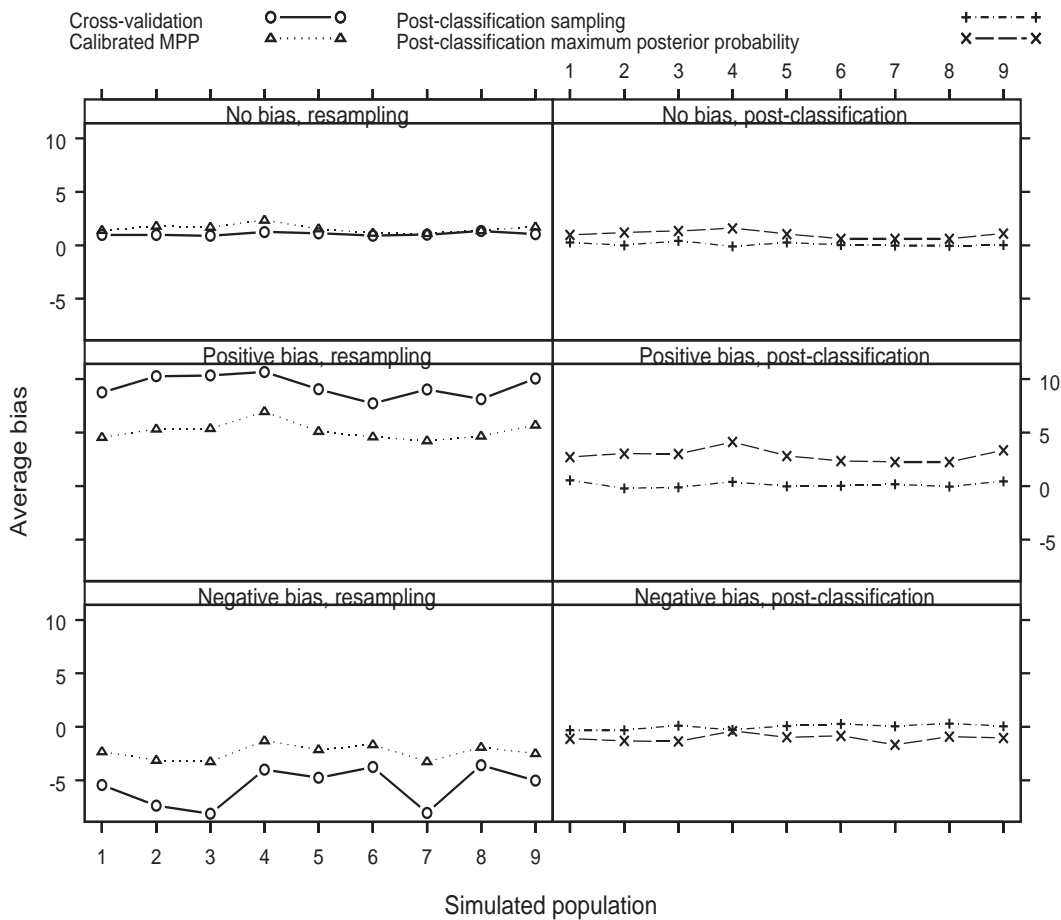 Cross-validation
Calibrated MPP
Post-classification sampling
Post-classification maximum posterior probability
1 2 3 4 5 6 7 8 9
No bias, resampling
No bias, post-classification
10
5
0
-5
Positive bias, resampling
Positive bias, post-classification
10
5
0
-5
Average bias
Negative bias, resampling
Negative bias, post-classification
10
5
0
-5
1 2 3 4 5 6 7 8 9
Simulated population